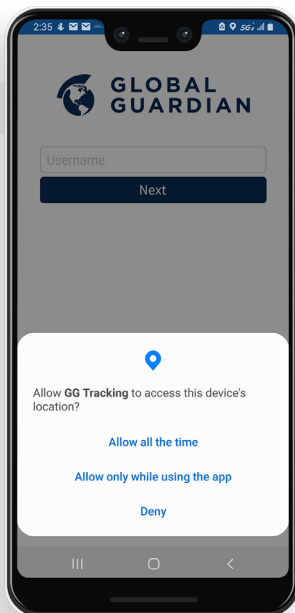 2:35
5G
GLOBAL
GUARDIAN
Username
Next
Allow GG Tracking to access this device's
location?
Allow all the time
Allow only while using the app
Deny